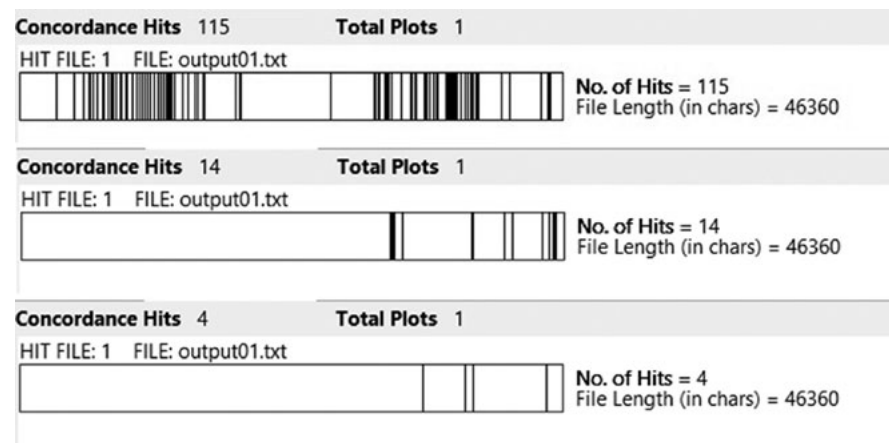 Concordance Hits 115 Total Plots 1
HIT FILE: 1 FILE: output01.txt
No. of Hits = 115
File Length (in chars) = 46360
Concordance Hits 14 Total Plots 1
HIT FILE: 1 FILE: output01.txt
No. of Hits = 14
File Length (in chars) = 46360
Concordance Hits 4 Total Plots 1
HIT FILE: 1 FILE: output01.txt
No. of Hits = 4
File Length (in chars) = 46360